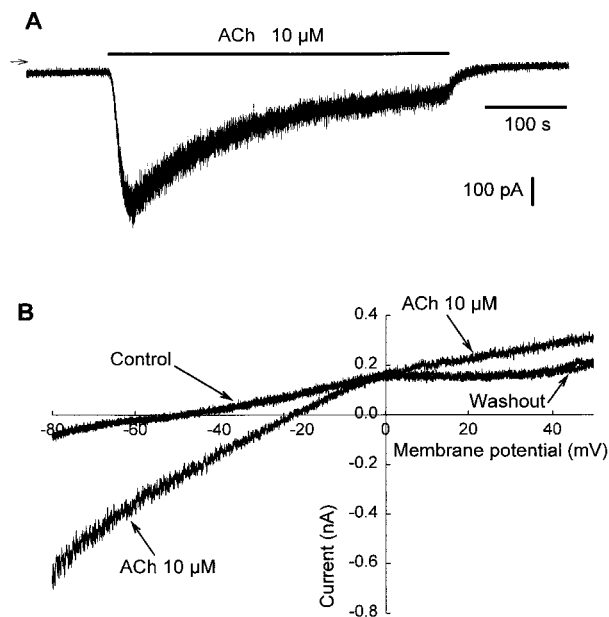 A
ACh 10 µM
100 s
100 pA
B
0.4
ACh 10 µM
Control
0.2
Washout
0.0
-80 -60 -40 -20 0 20 40
Membrane potential (mV)
-0.2
-0.4
ACh 10 µM
-0.6
-0.8
Current (nA)